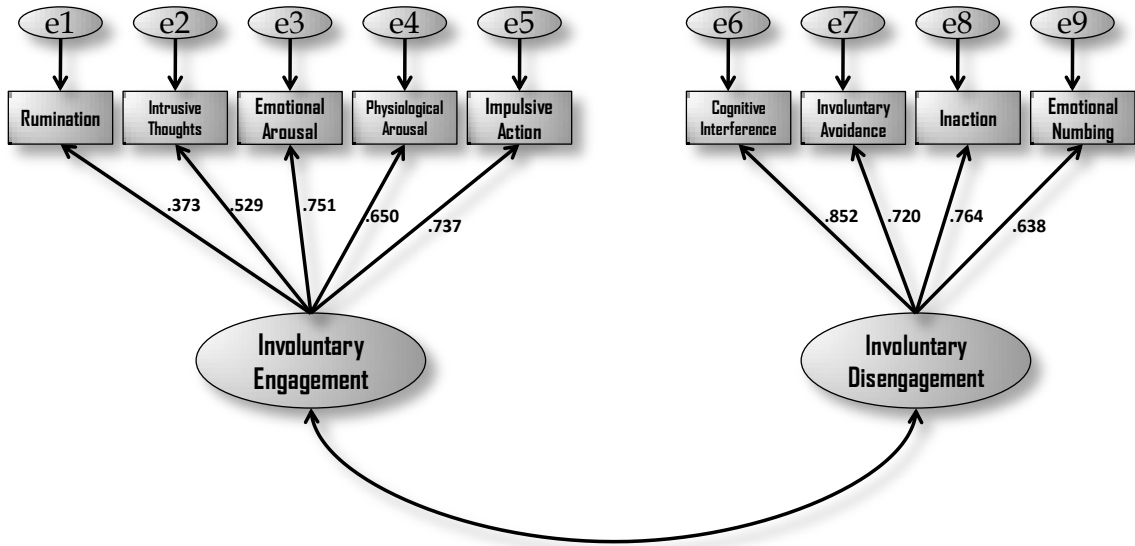 e1
e2
e3
e4
e5
e6
e7
e8
e9
Rumination
Intrusive
Thoughts
Emotional
Arousal
Physiological
Arousal
Impulsive
Action
Cognitive
Interference
Involuntary
Avoidance
Inaction
Emotional
Numbing
.373
.529
.751
.650
.737
.852
.720
.764
.638
Involuntary
Engagement
Involuntary
Disengagement